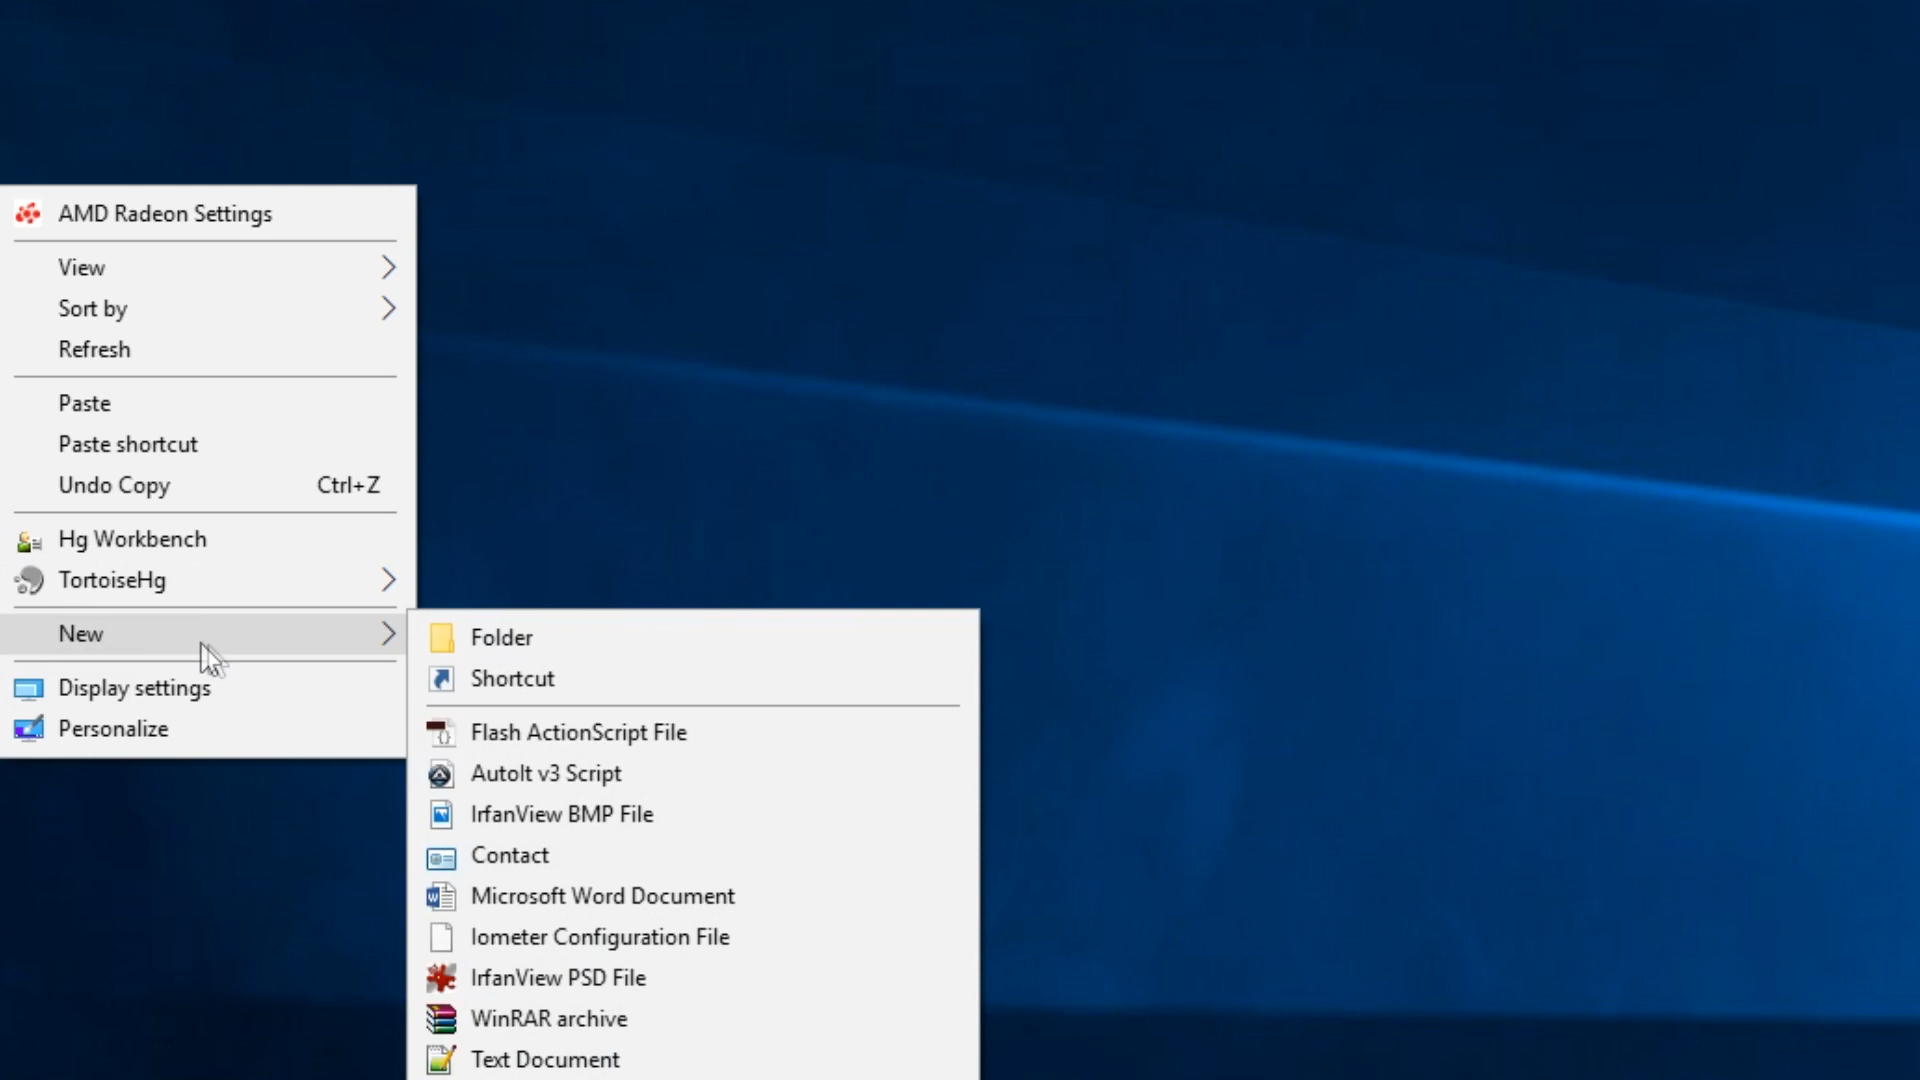 AMD Radeon Settings
View
Sort by
Refresh
Paste
Paste shortcut
Undo Copy Ctrl+Z
Hg Workbench
TortoiseHg
New
Display settings
Personalize
Folder
Shortcut
Flash ActionScript File
AutoIt v3 Script
IrfanView BMP File
Contact
Microsoft Word Document
Iometer Configuration File
IrfanView PSD File
WinRAR archive
Text Document